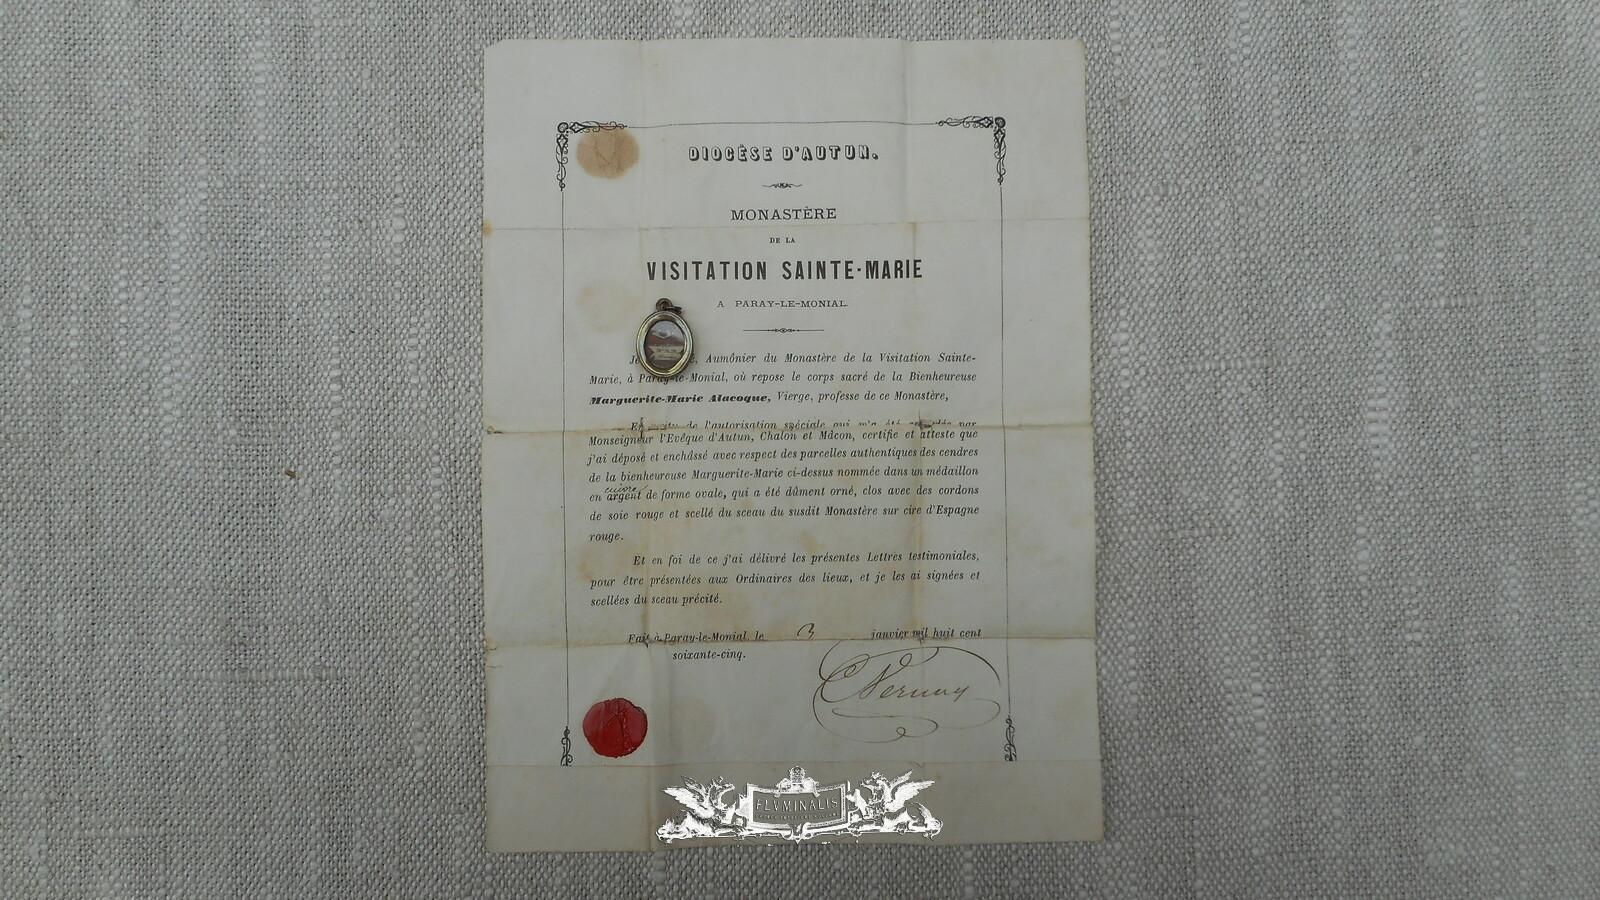 DIOCÈSE D'AUTUN.
MONASTÈRE
DE LA
VISITATION SAINTE-MARIE
A PARAY-LE-MONIAL.
Aumônier du Monastère de la Visitation Sainte-
Marie, à Paray-le-Monial, où repose le corps sacré de la Bienheureuse
Marguerite-Marie Alacoque, Vierge, professe de ce Monastère,
En vertu de l'autorisation spéciale qui m'a été par
Monseigneur l'Evêque d'Autun, Chalon et Mâcon, certifie et atteste que
j'ai déposé et enchâssé avec respect des parcelles authentiques des cendres
de la bienheureuse Marguerite-Marie ci-dessus nommée dans un médaillon
cuivre
en argent de forme ovale, qui a été dûment orné, clos avec des cordons
de soie rouge et scellé du sceau du susdit Monastère sur cire d'Espagne
rouge.
Et en foi de ce j'ai délivré les présentes Lettres testimoniales,
pour être présentées aux Ordinaires des lieux, et je les ai signées et
scellées du sceau précité.
Fait à Paray-le-Monial, le 3 janvier mil huit cent
soixante-cinq.
FLVMINALIS